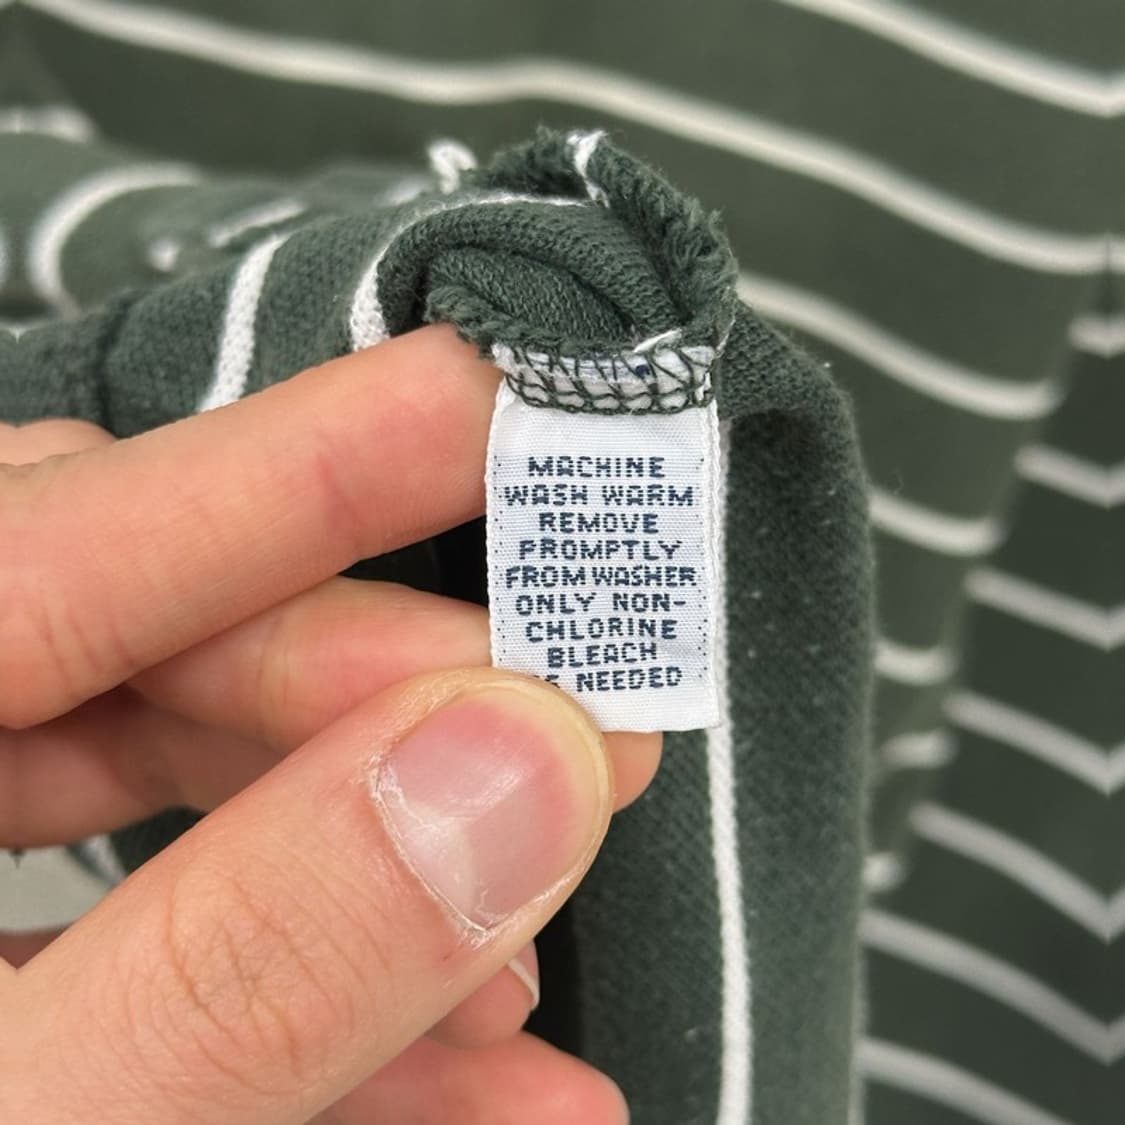 MACHINE
WASH WARM
REMOVE
PROMPTLY
FROM WASHER
ONLY NON-
CHLORINE
BLEACH
NEEDED